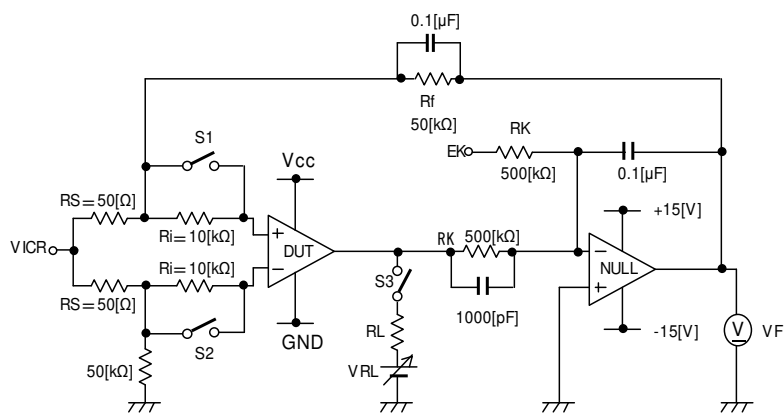 0.1[µF]
Rf
50[kΩ]
S1
RK
EK
500[kΩ]
0.1[µF]
Vcc
RS=50[Ω]
Ri=10[kΩ]
+15[V]
VICR
DUT
RK
500[kΩ]
NULL
Ri=10[kΩ]
RS=50[Ω]
S3
1000[pF]
S2
RL
-15[V]
V
VF
GND
50[kΩ]
VRL